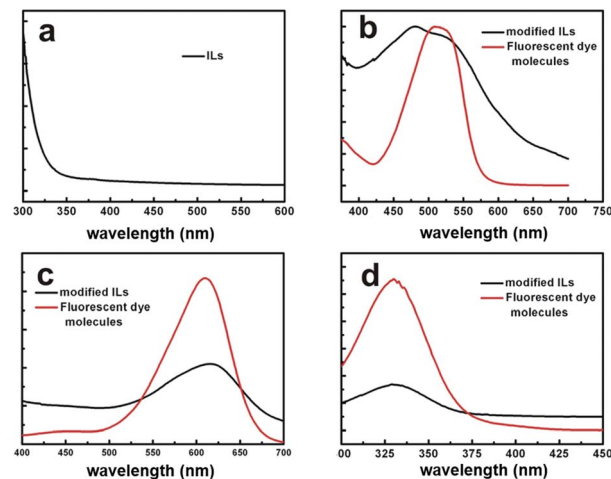 a
ILs
300 350 400 450 500 550 600
wavelength (nm)
b
modified ILs
Fluorescent dye
molecules
400 450 500 550 600 650 700 750
wavelength (nm)
c
modified ILs
Fluorescent dye
molecules
400 450 500 550 600 650 700
wavelength (nm)
d
modified ILs
Fluorescent dye
molecules
00 325 350 375 400 425 450
wavelength (nm)